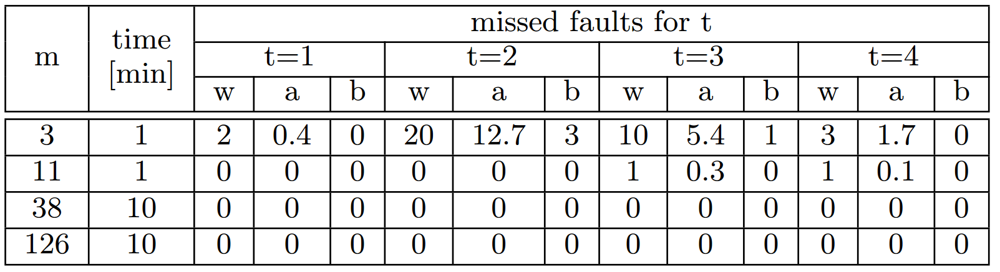 m time [min] missed faults for t
t=1 t=2 t=3 t=4
w a b w a b w a b w a b
3 1 2 0.4 0 20 12.7 3 10 5.4 1 3 1.7 0
11 1 0 0 0 0 0 0 1 0.3 0 1 0.1 0
38 10 0 0 0 0 0 0 0 0 0 0 0 0
126 10 0 0 0 0 0 0 0 0 0 0 0 0